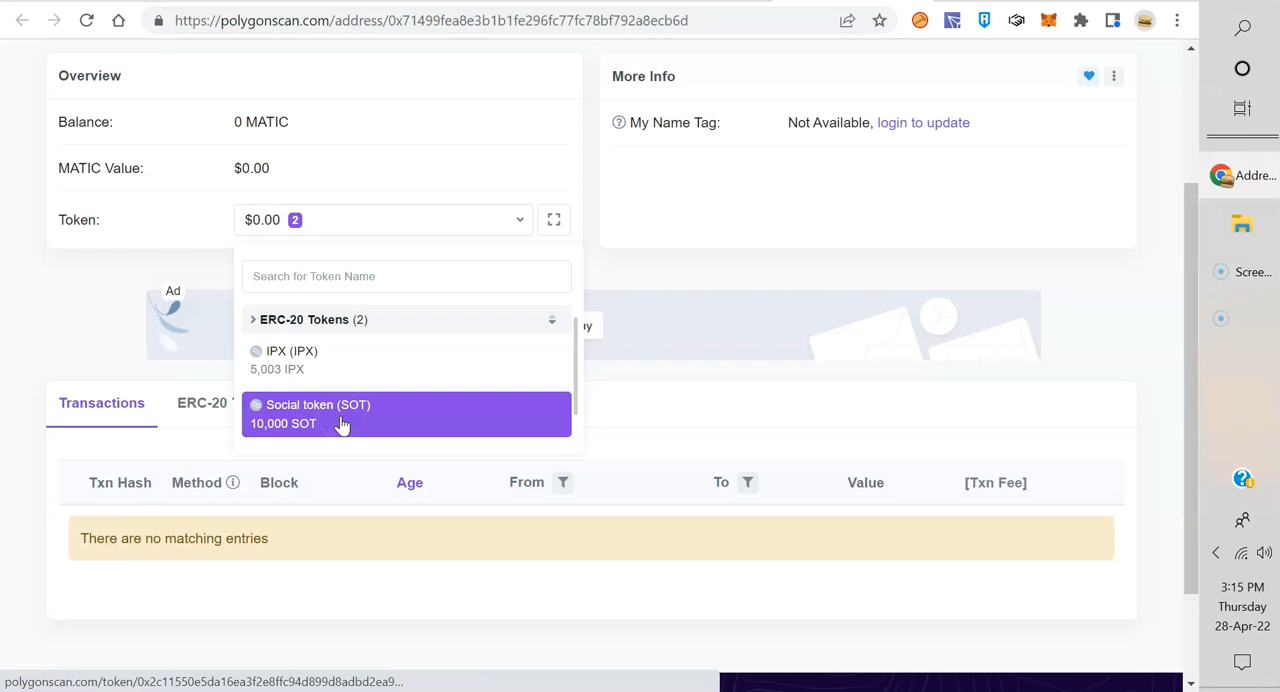 https://polygonscan.com/address/0x71499fea8e3b1b1fe296fc77fc78bf792a8ecb6d
Overview
More Info
Balance:
0 MATIC
My Name Tag:
Not Available, login to update
MATIC Value:
$0.00
Token:
$0.00 2
Search for Token Name
Ad
ERC-20 Tokens (2)
IPX (IPX)
5,003 IPX
Social token (SOT)
10,000 SOT
Transactions
ERC-20
Txn Hash
Method
Block
Age
From
To
Value
[Txn Fee]
There are no matching entries
polygonscan.com/token/0x2c11550e5da16ea3f2e8ffc94d899d8adbd2ea9...
Addre...
Scree...
3:15 PM
Thursday
28-Apr-22